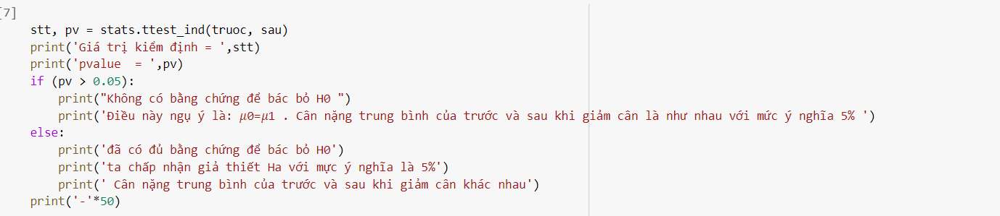 [7]
stt, pv = stats.ttest_ind(truoc, sau)
print('Giá trị kiểm định = ',stt)
print('pvalue  = ',pv)
if (pv > 0.05):
    print("Không có bằng chứng để bác bỏ H0 ")
    print('Điều này ngụ ý là: μ0=μ1 . Cân nặng trung bình của trước và sau khi giảm cân là như nhau với mức ý nghĩa 5% ')
else:
    print('đã có đủ bằng chứng để bác bỏ H0')
    print('ta chấp nhận giả thiết Ha với mực ý nghĩa là 5%')
    print(' Cân nặng trung bình của trước và sau khi giảm cân khác nhau')
print('-'*50)